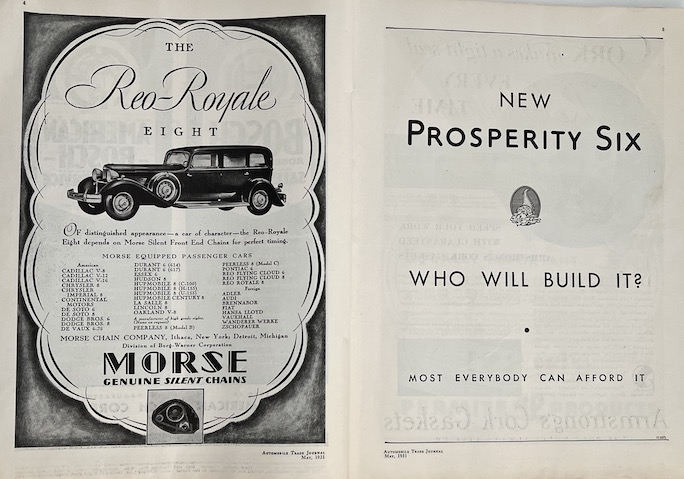 4
THE
Reo-Royale
EIGHT
OF distinguished appearance—a car of character—the Reo-Royale
Eight depends on Morse Silent Front End Chains for perfect timing.
MORSE EQUIPPED PASSENGER CARS
American
CADILLAC V-8
CADILLAC V-12
CADILLAC V-16
CHRYSLER 8
CHRYSLER
IMPERIAL 8
CONTINENTAL
MOTORS
DE SOTO 6
DE SOTO 8
DODGE BROS. 6
DODGE BROS. 8
DE VAUX 6-75
DURANT 6 (614)
DURANT 6 (617)
ESSEX 6
HUDSON 8
HUPMOBILE 8 (C-100)
HUPMOBILE 8 (H-115)
HUPMOBILE 8 (U-155)
HUPMOBILE CENTURY 8
LA SALLE 8
LINCOLN 8
OAKLAND V-8
PEERLESS 8 (Model B)
PEERLESS 8 (Model C)
PONTIAC 6
REO FLYING CLOUD 6
REO FLYING CLOUD 8
REO ROYALE 8
Foreign
ADLER
AUDI
BRENNABOR
FIAT
HANSA LLOYD
VAUXHALL
WANDERER WERKE
ZSCHOPAUER
MORSE CHAIN COMPANY, Ithaca, New York; Detroit, Michigan
Division of Borg-Warner Corporation
MORSE
GENUINE SILENT CHAINS
AUTOMOBILE TRADE JOURNAL
MAY, 1931
NEW
PROSPERITY SIX
WHO WILL BUILD IT?
•
MOST EVERYBODY CAN AFFORD IT
AUTOMOBILE TRADE JOURNAL
MAY, 1931